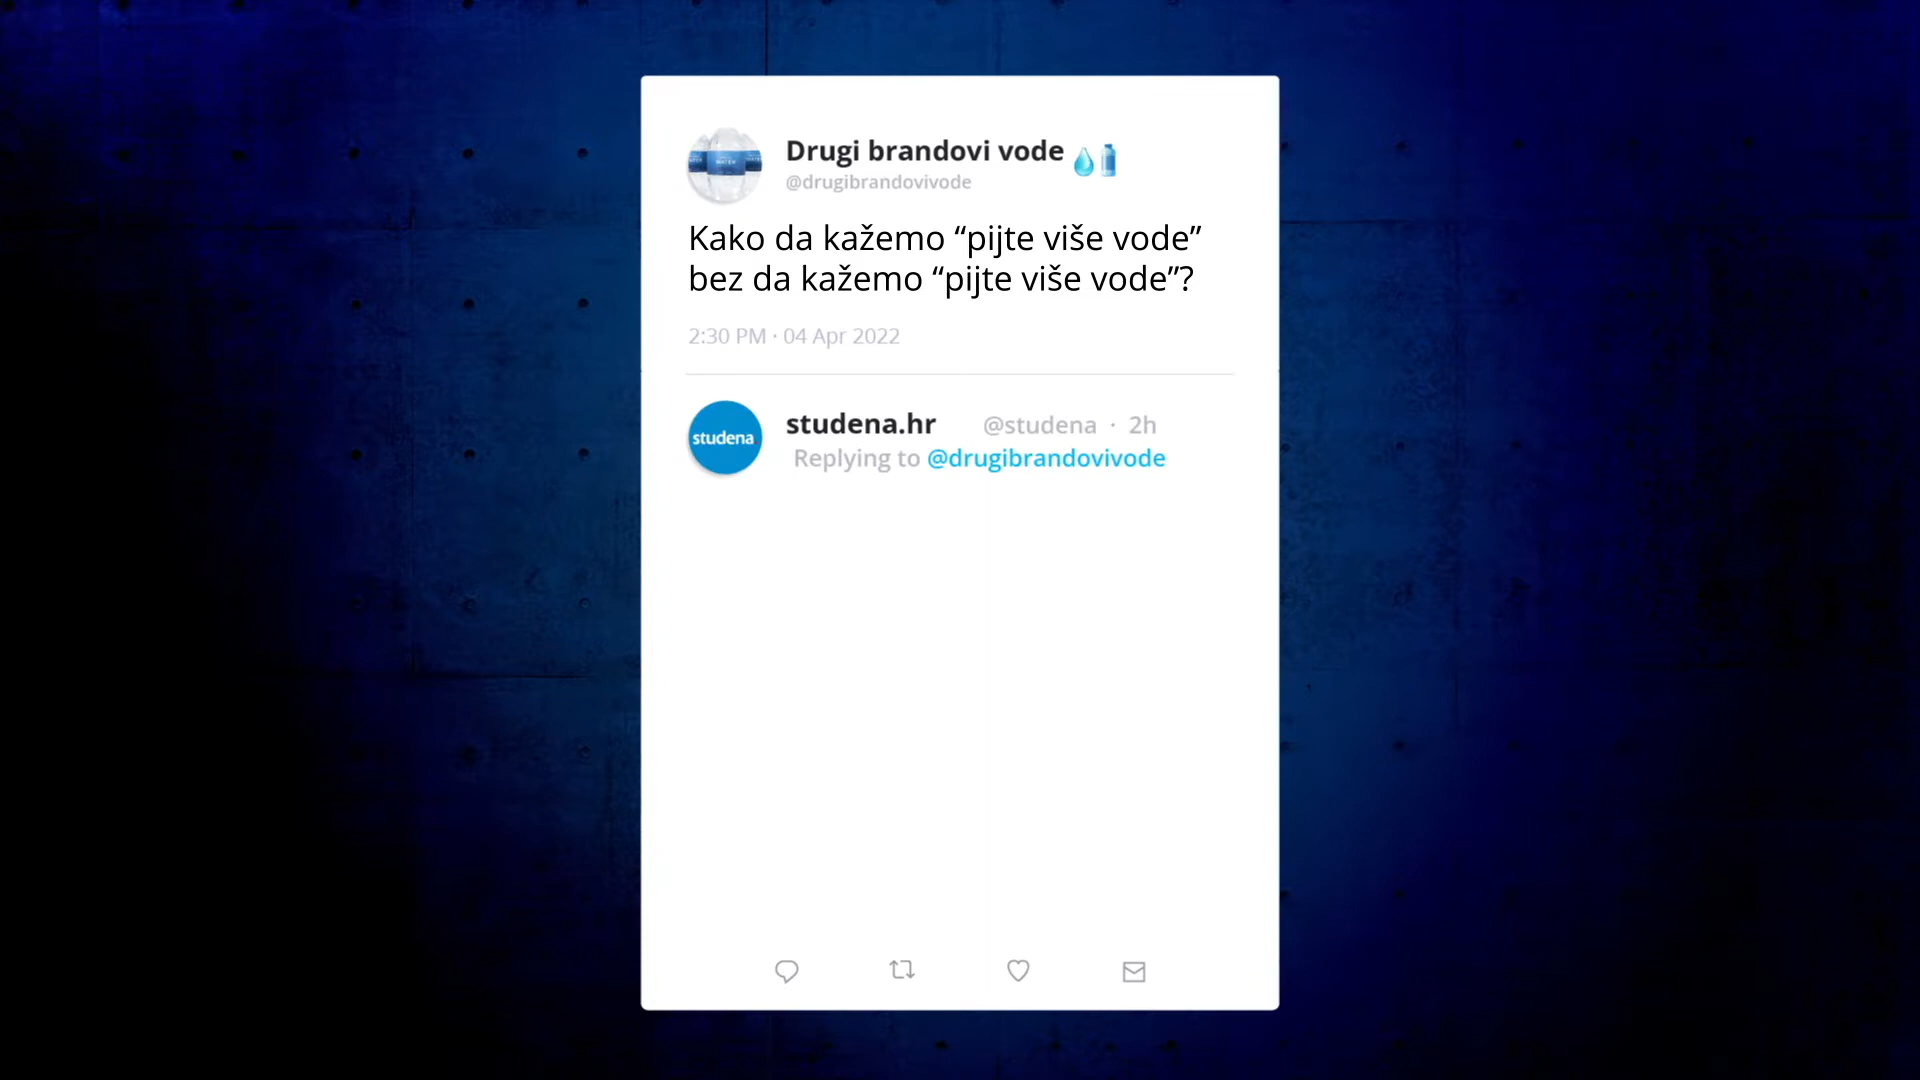 Drugi brandovi vode
@drugibrandovivode
WATER
Kako da kažemo “pijte više vode”
bez da kažemo “pijte više vode”?
2:30 PM · 04 Apr 2022
studena
studena.hr @studena · 2h
Replying to @drugibrandovivode